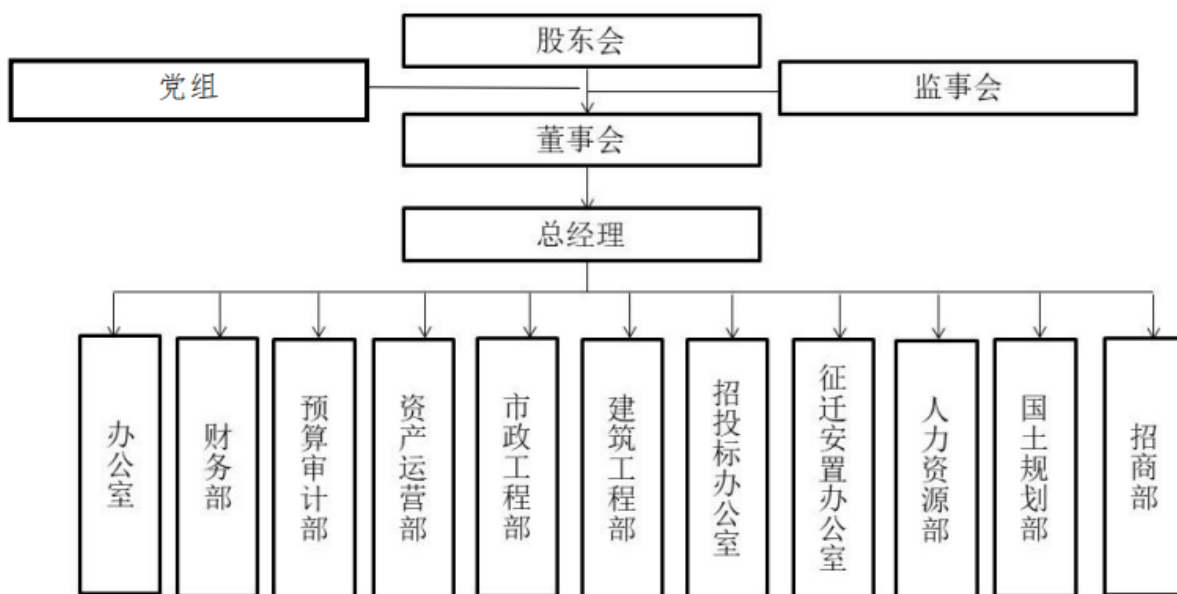 股东会
党组
监事会
董事会
总经理
办公室
财务部
预算审计部
资产运营部
市政工程部
建筑工程部
招投标办公室
征迁安置办公室
人力资源部
国土规划部
招商部